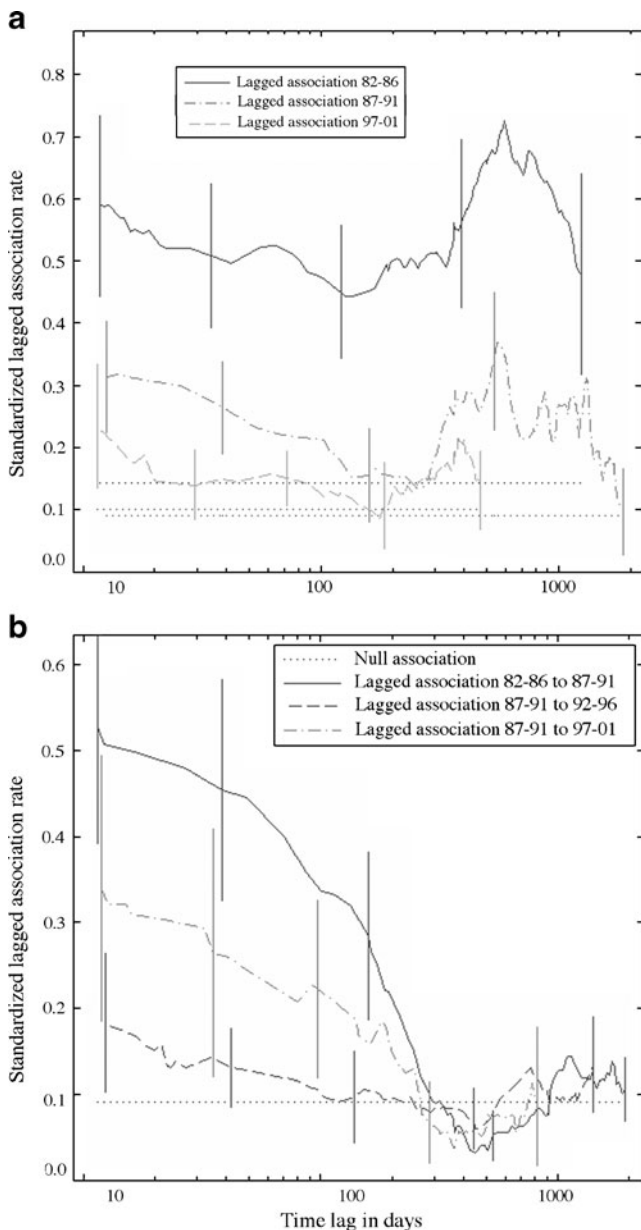 a
0.8
0.7
0.6
0.5
0.4
0.3
0.2
0.1
0.0
Standardized lagged association rate
Lagged association 82-86
Lagged association 87-91
Lagged association 97-01
10
100
1000
b
0.6
0.5
0.4
0.3
0.2
0.1
0.0
Standardized lagged association rate
Null association
Lagged association 82-86 to 87-91
Lagged association 87-91 to 92-96
Lagged association 87-91 to 97-01
10
100
1000
Time lag in days